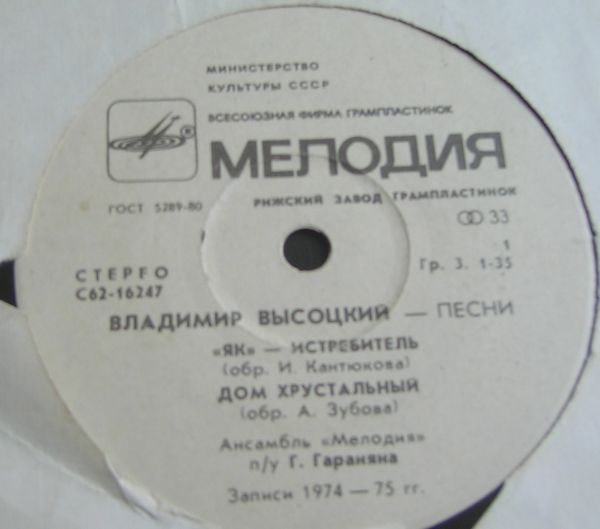 МИНИСТЕРСТВО
КУЛЬТУРЫ СССР
ВСЕСОЮЗНАЯ ФИРМА ГРАМПЛАСТИНОК
®
МЕЛОДИЯ
ГОСТ 5289-80
РИЖСКИЙ ЗАВОД ГРАМПЛАСТИНОК
33
1
СТЕРЕО
Гр. 3. 1-35
С62-16247
ВЛАДИМИР ВЫСОЦКИЙ — ПЕСНИ
«ЯК» — ИСТРЕБИТЕЛЬ
(обр. И. Кантюкова)
ДОМ ХРУСТАЛЬНЫЙ
(обр. А. Зубова)
Ансамбль «Мелодия»
п/у Г. Гараняна
Записи 1974 — 75 гг.